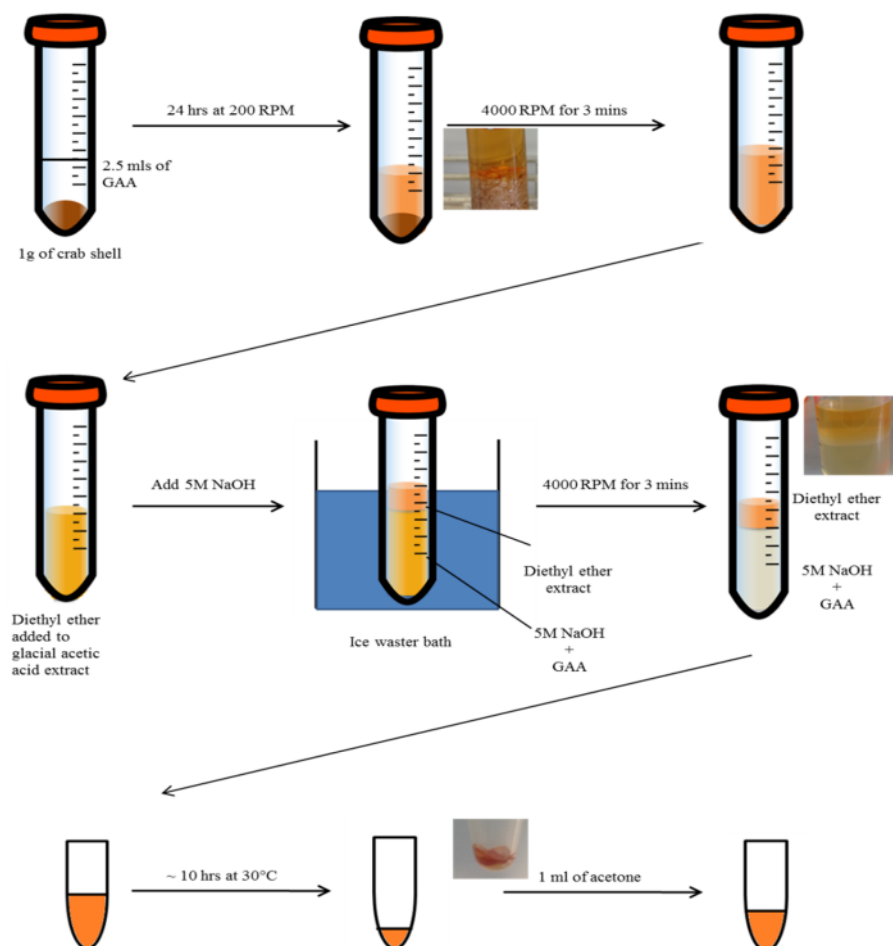 24 hrs at 200 RPM
4000 RPM for 3 mins
2.5 mls of
GAA
1g of crab shell
Add 5M NaOH
4000 RPM for 3 mins
Diethyl ether
extract
Diethyl ether
extract
5M NaOH
+
GAA
Diethyl ether
added to
glacial acetic
acid extract
Ice waster bath
5M NaOH
+
GAA
~ 10 hrs at 30°C
1 ml of acetone